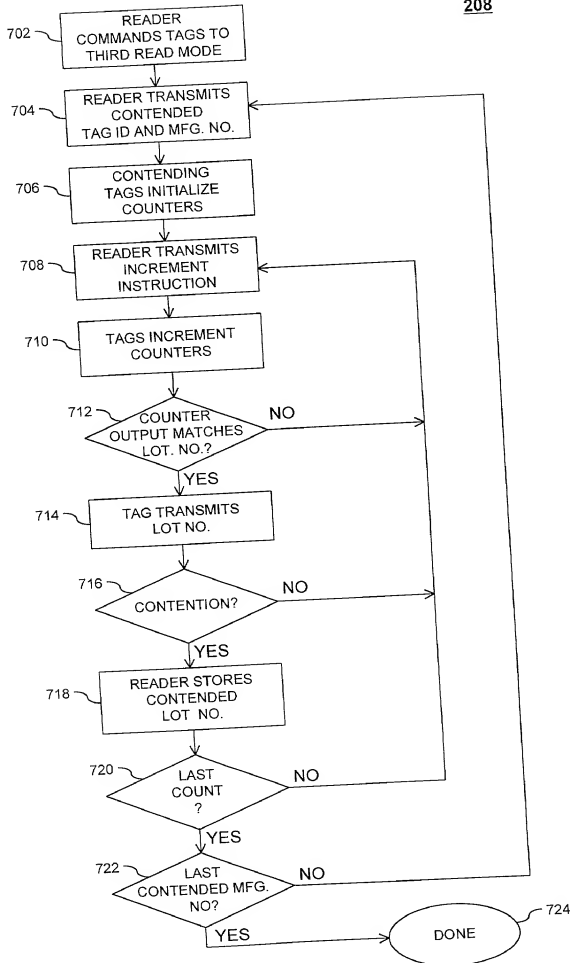 208
702
READER
COMMANDS TAGS TO
THIRD READ MODE
704
READER TRANSMITS
CONTENDED
TAG ID AND MFG. NO.
706
CONTENDING
TAGS INITIALIZE
COUNTERS
708
READER TRANSMITS
INCREMENT
INSTRUCTION
710
TAGS INCREMENT
COUNTERS
712
COUNTER
OUTPUT MATCHES
LOT. NO.?
NO
YES
714
TAG TRANSMITS
LOT NO.
716
CONTENTION?
NO
YES
718
READER STORES
CONTENDED
LOT NO.
720
LAST
COUNT
?
NO
YES
722
LAST
CONTENDED MFG.
NO?
NO
YES
DONE
724